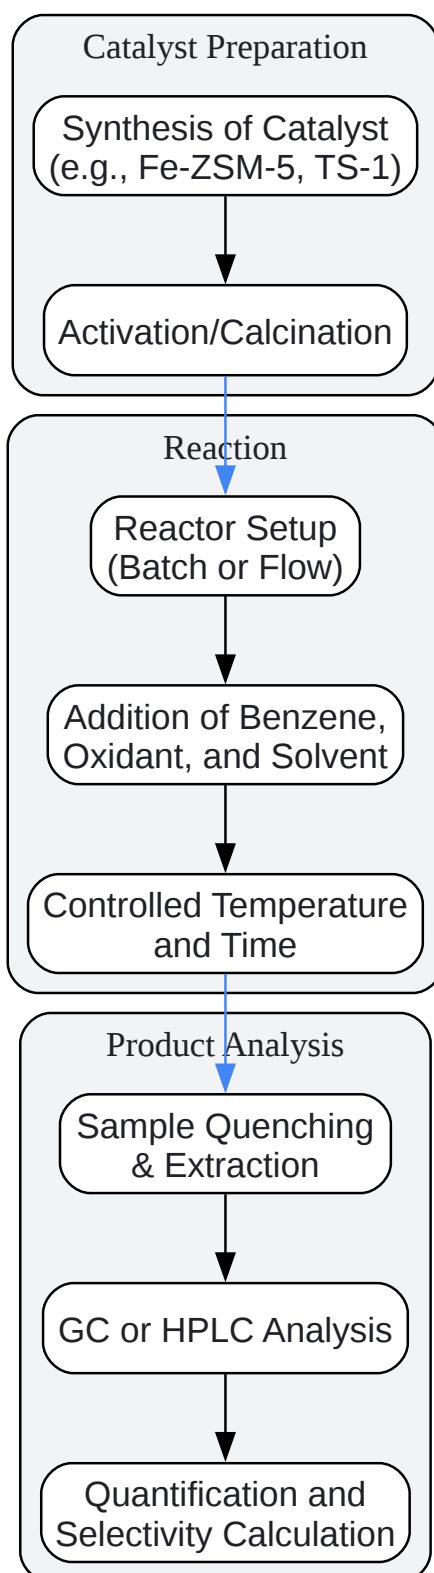 Catalyst Preparation
Synthesis of Catalyst
(e.g., Fe-ZSM-5, TS-1)
Activation/Calcination
Reaction
Reactor Setup
(Batch or Flow)
Addition of Benzene,
Oxidant, and Solvent
Controlled Temperature
and Time
Product Analysis
Sample Quenching
& Extraction
GC or HPLC Analysis
Quantification and
Selectivity Calculation